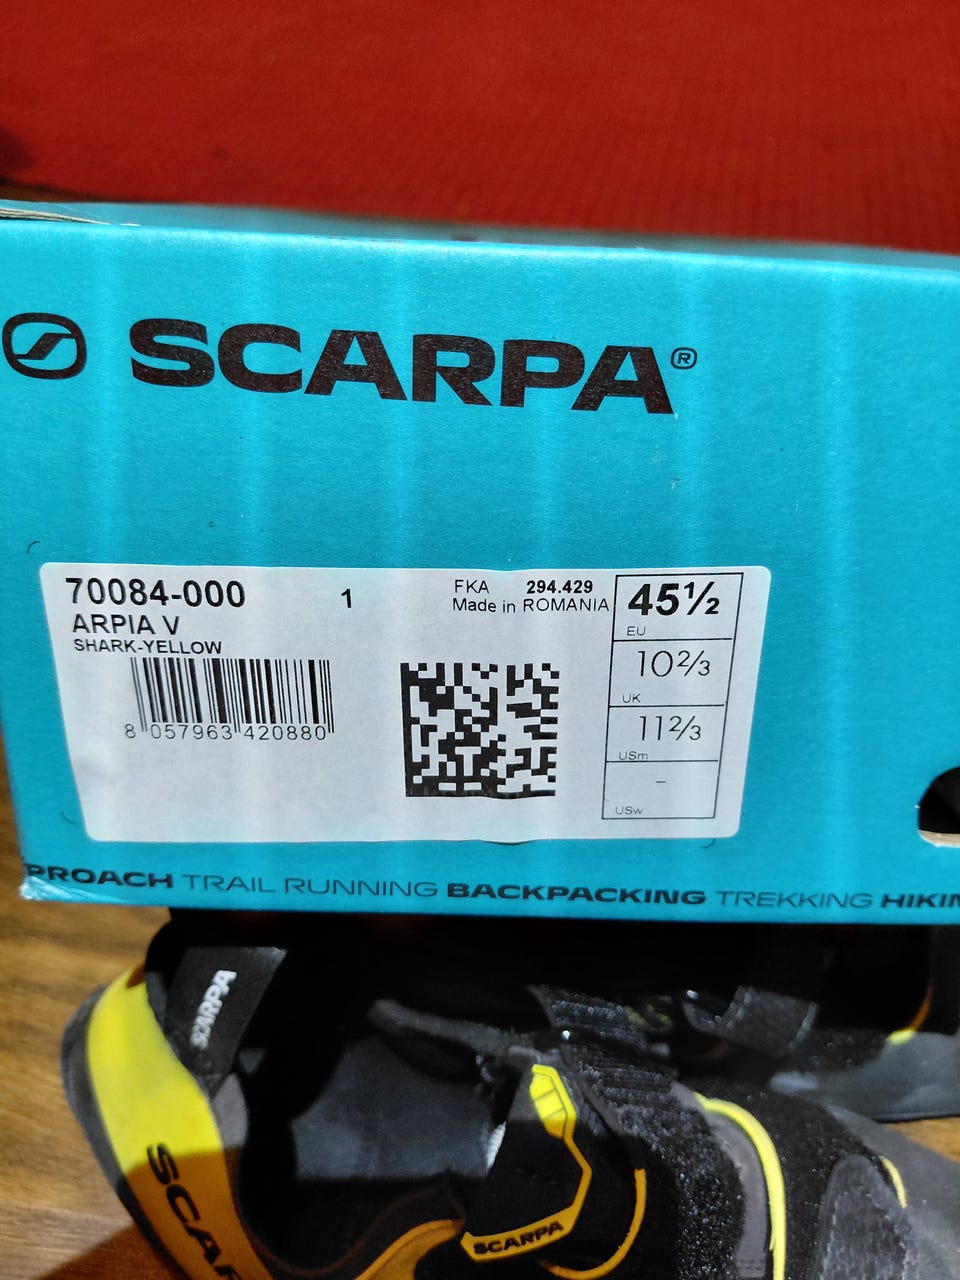 SCARPA®
70084-000 1 FKA 294.429
Made in ROMANIA
ARPIA V
SHARK-YELLOW
8 057963 420880
45½
EU
10⅔
UK
11⅔
USm
-
USw
PROACH TRAIL RUNNING BACKPACKING TREKKING HIKIN
SCARPA
SCARPA
SCAR